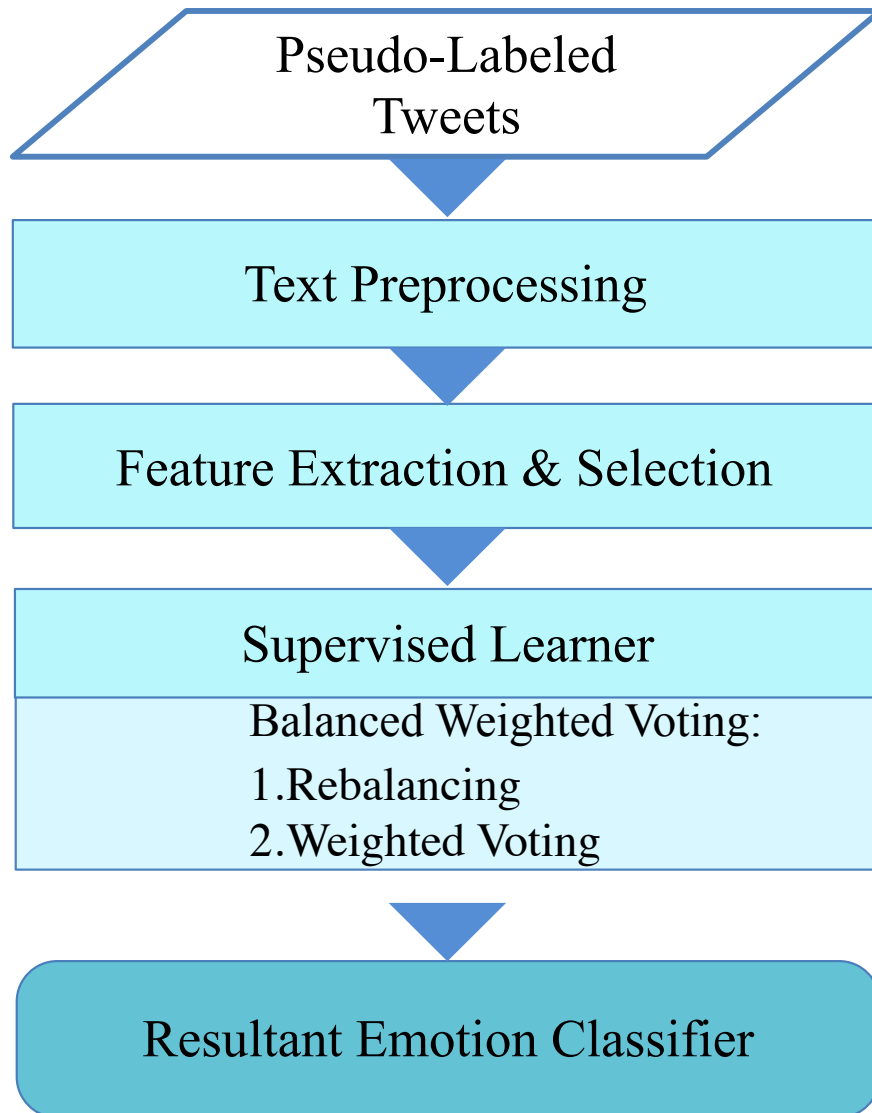 Pseudo-Labeled
Tweets
Text Preprocessing
Feature Extraction & Selection
Supervised Learner
Balanced Weighted Voting:
1.Rebalancing
2.Weighted Voting
Resultant Emotion Classifier